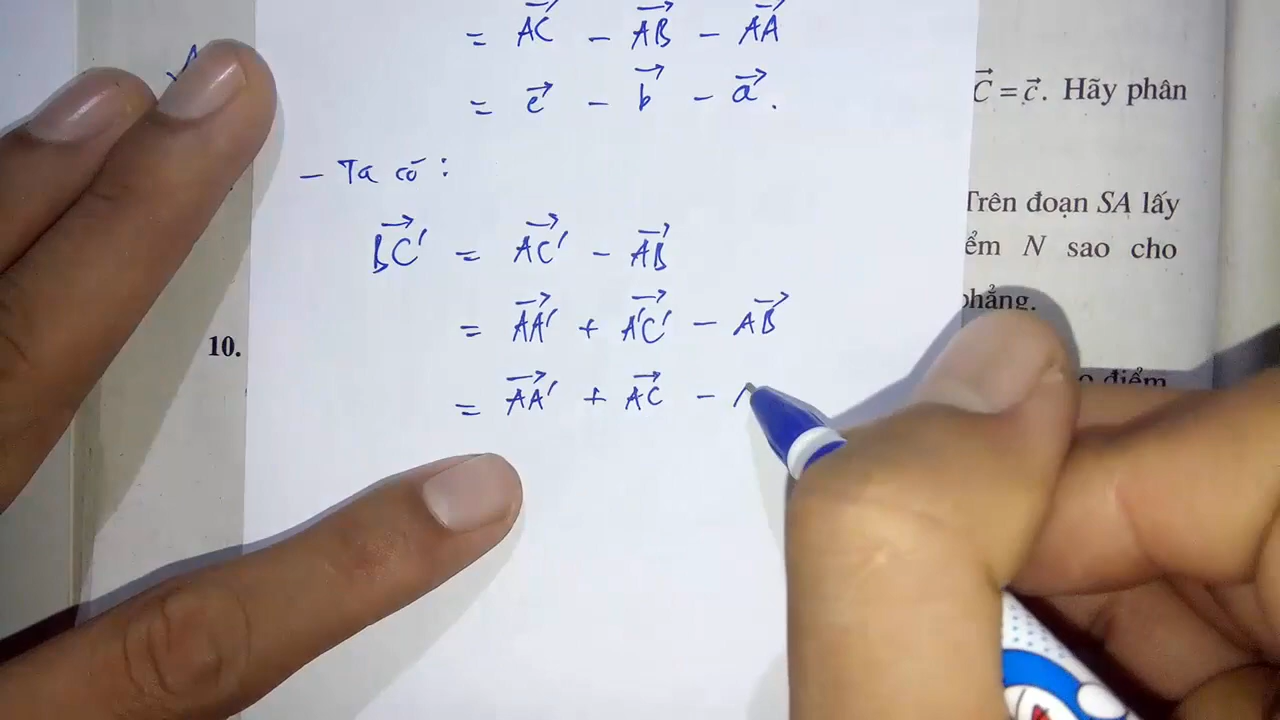 = AC→ − AB→ − AA→
= c→ − b→ − a→.
− Ta có :
BC'→ = AC'→ − AB→
= AA'→ + A'C'→ − AB→
= AA'→ + AC→ −
C→ = c→. Hãy phân
Trên đoạn SA lấy
N sao cho
phẳng.
điểm
10.